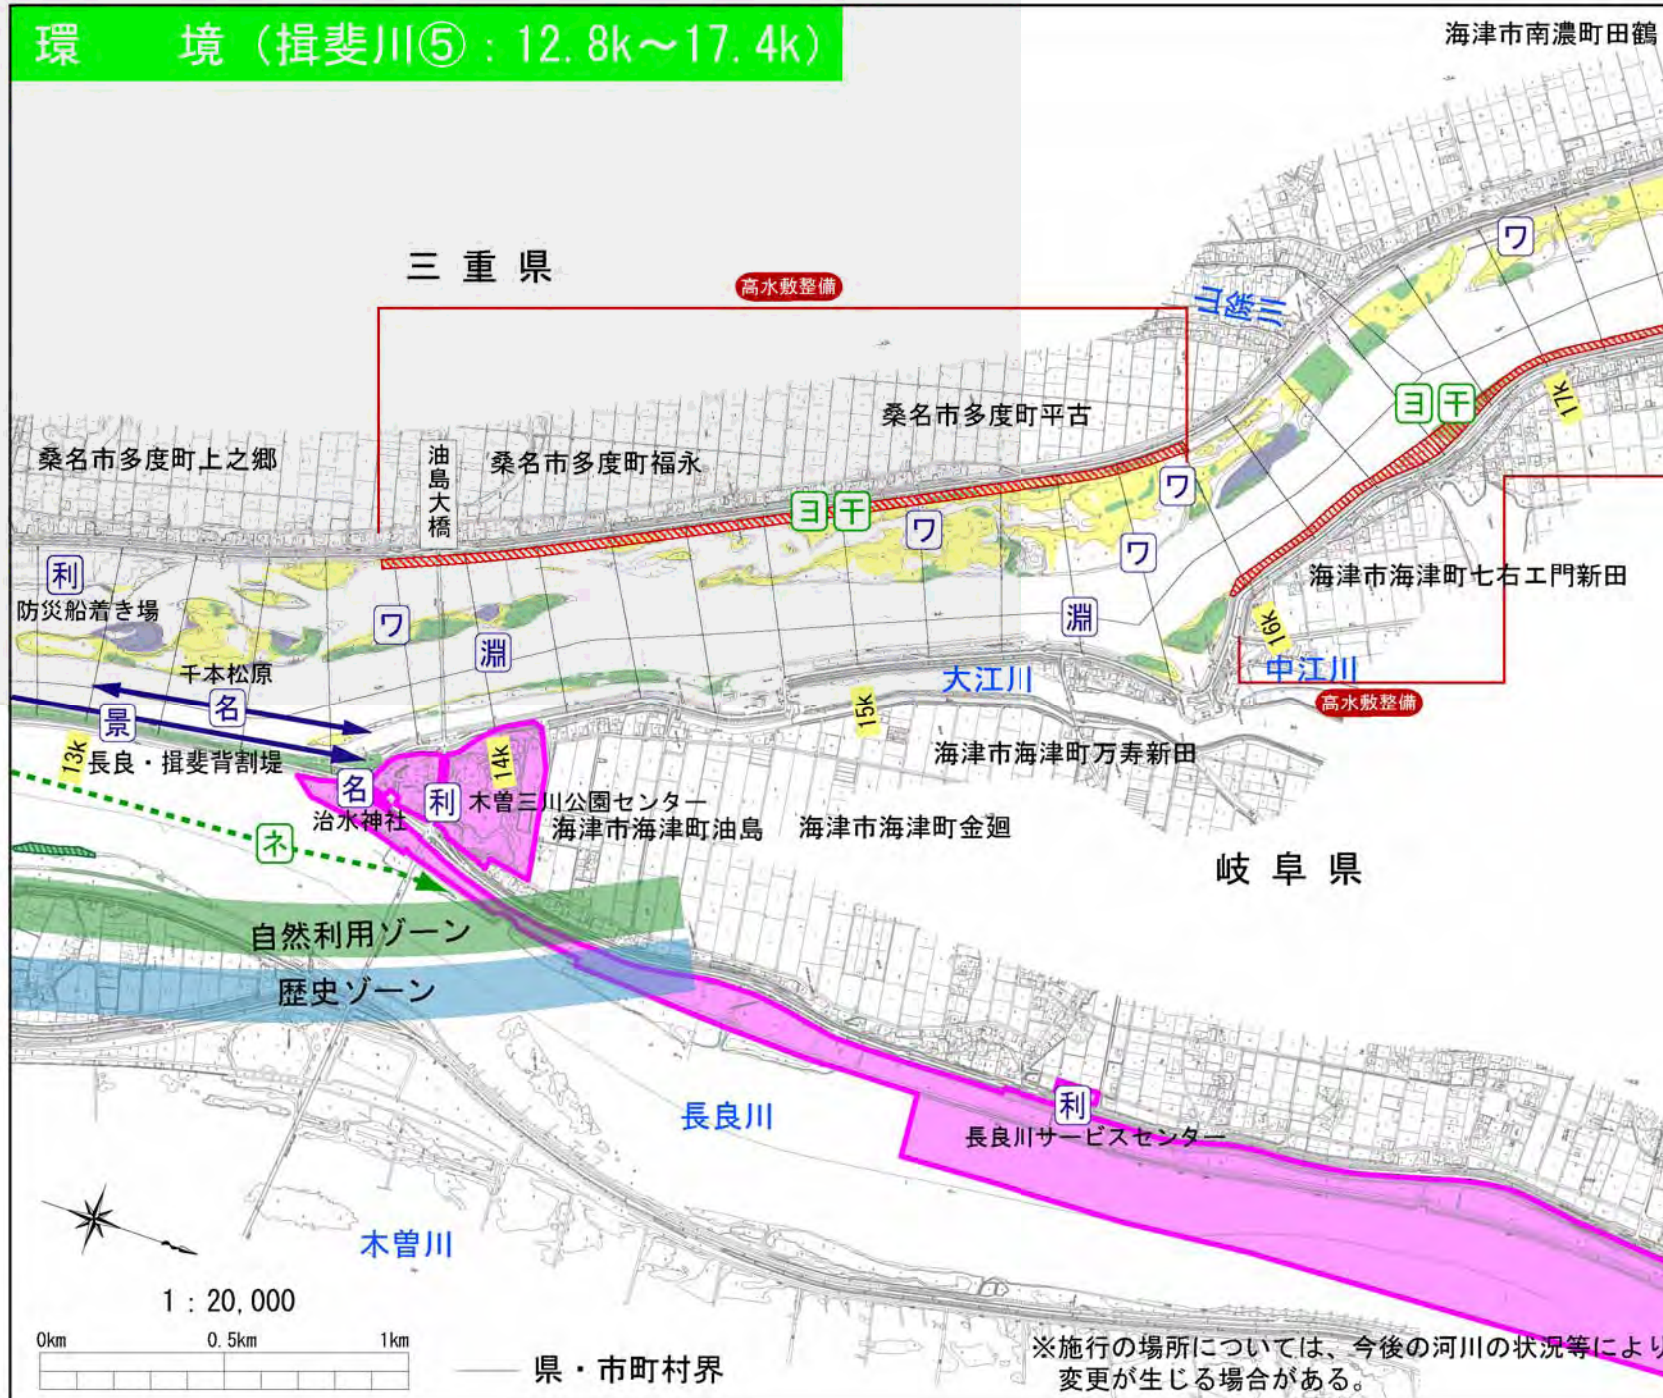 環　境（揖斐川⑤：12.8k～17.4k）
海津市南濃町田鶴
三重県
高水敷整備
山除川
ワ
桑名市多度町上之郷
油島大橋
桑名市多度町福永
桑名市多度町平古
ヨ 干
17k
ヨ 干
ワ
ワ
ワ
利
防災船着き場
海津市海津町七右エ門新田
ワ
淵
淵
16k
千本松原
名
大江川
中江川
高水敷整備
景
15k
13k
長良・揖斐背割堤
14k
海津市海津町万寿新田
名
利
木曽三川公園センター
治水神社
海津市海津町油島
海津市海津町金廻
ネ
岐阜県
自然利用ゾーン
歴史ゾーン
長良川
利
長良川サービスセンター
木曽川
1：20,000
0km 0.5km 1km
県・市町村界
※施行の場所については、今後の河川の状況等により
変更が生じる場合がある。